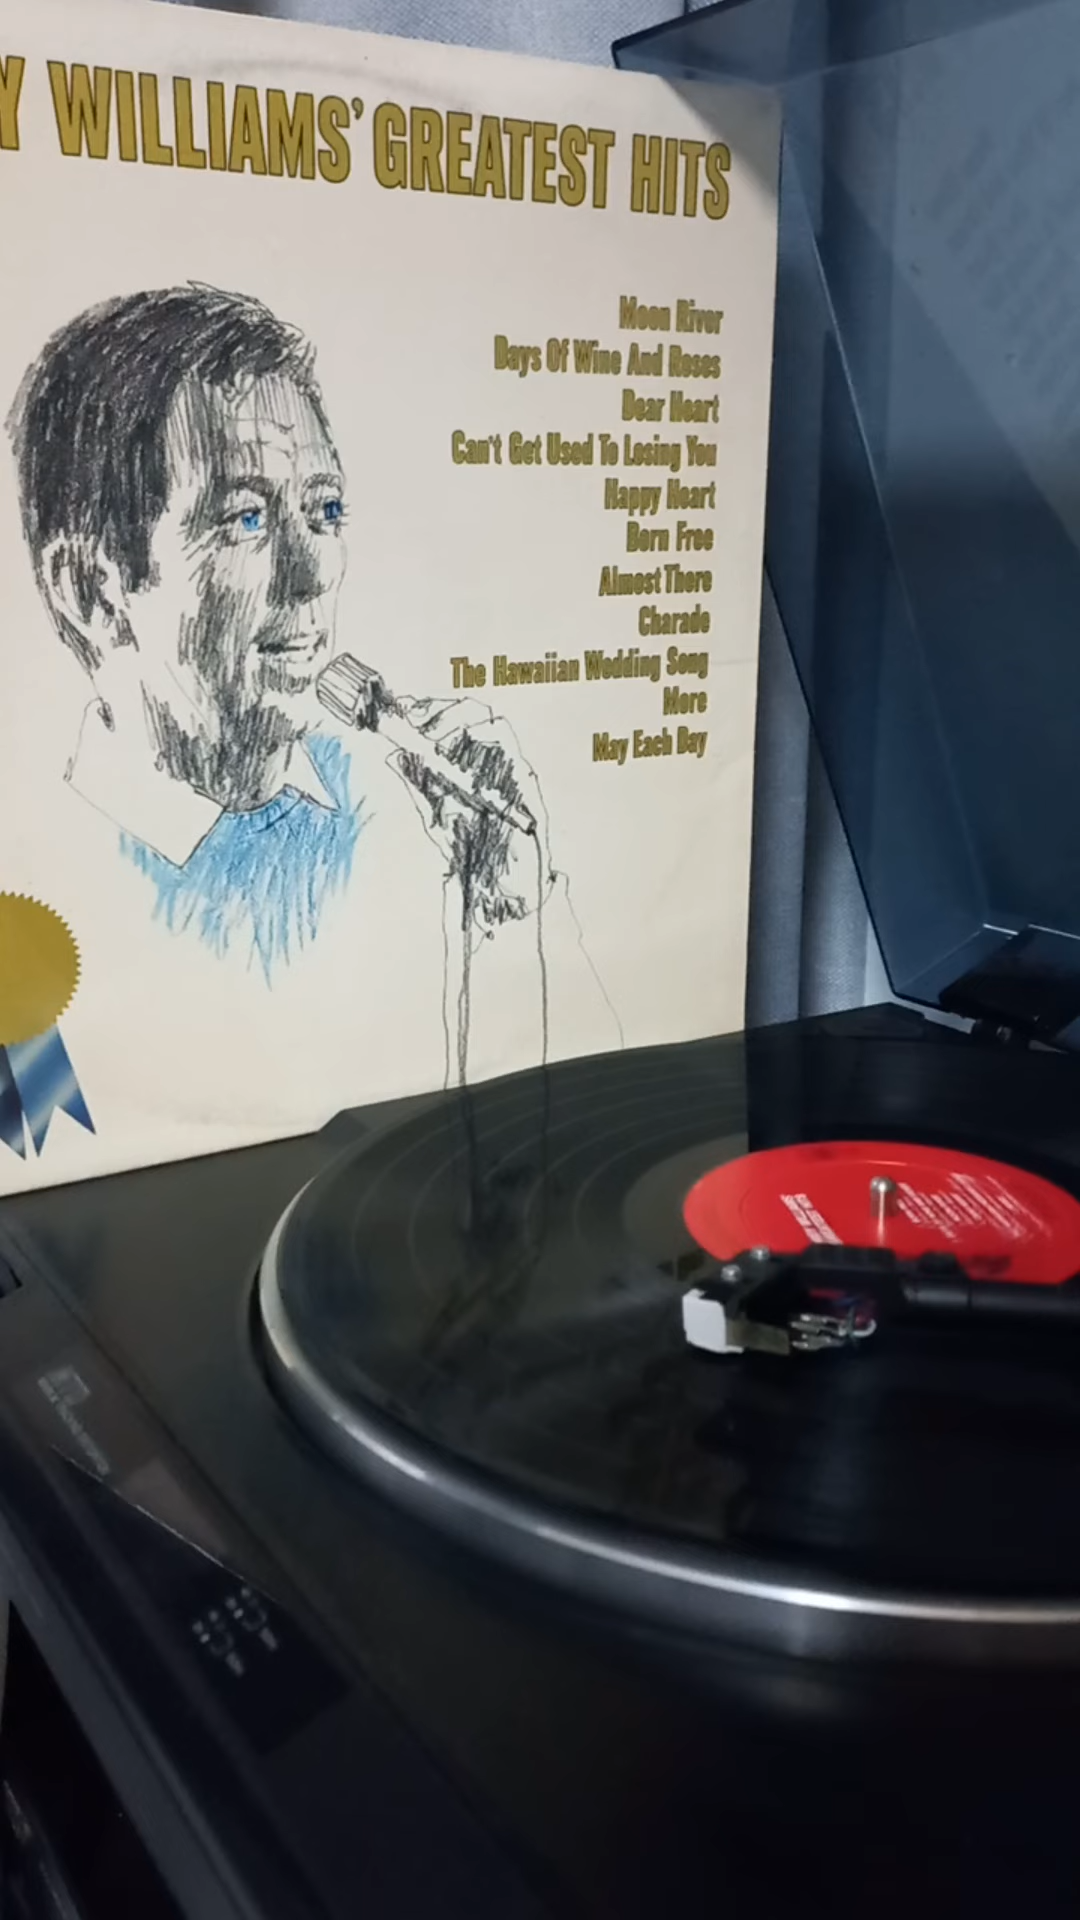 Y WILLIAMS' GREATEST HITS
Moon River
Days Of Wine And Roses
Dear Heart
Can't Get Used To Losing You
Happy Heart
Born Free
Almost There
Charade
The Hawaiian Wedding Song
More
May Each Day